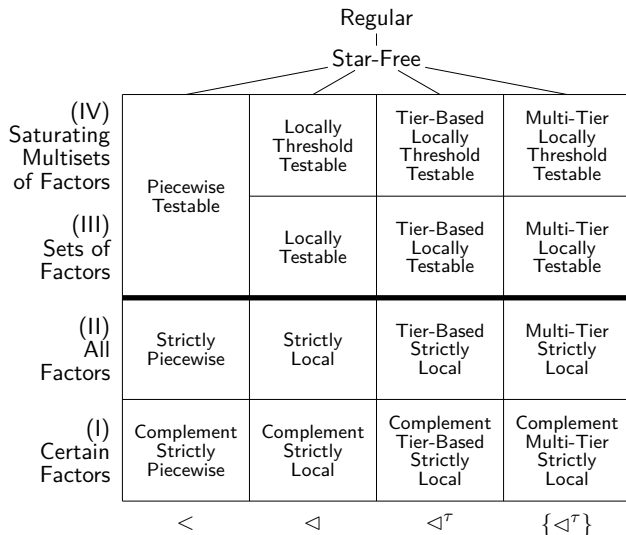 Regular
Star-Free
(IV)
Saturating
Multisets
of Factors
Piecewise
Testable
Locally
Threshold
Testable
Tier-Based
Locally
Threshold
Testable
Multi-Tier
Locally
Threshold
Testable
(III)
Sets of
Factors
Locally
Testable
Tier-Based
Locally
Testable
Multi-Tier
Locally
Testable
(II)
All
Factors
Strictly
Piecewise
Strictly
Local
Tier-Based
Strictly
Local
Multi-Tier
Strictly
Local
(I)
Certain
Factors
Complement
Strictly
Piecewise
Complement
Strictly
Local
Complement
Tier-Based
Strictly
Local
Complement
Multi-Tier
Strictly
Local
<
◁
◁^τ
{◁^τ}